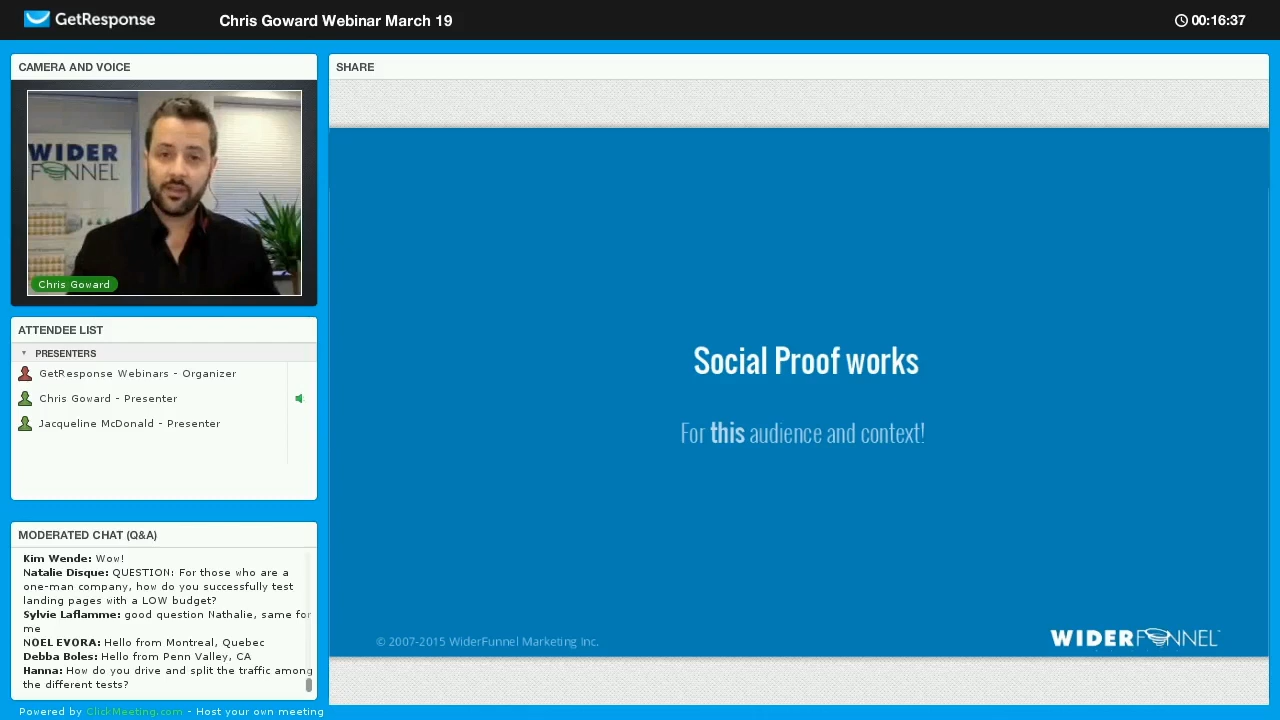 GetResponse
Chris Goward Webinar March 19
00:16:37
CAMERA AND VOICE
WIDER
FUNNEL
Chris Goward
ATTENDEE LIST
PRESENTERS
GetResponse Webinars - Organizer
Chris Goward - Presenter
Jacqueline McDonald - Presenter
MODERATED CHAT (Q&A)
Kim Wende: Wow!
Natalie Disque: QUESTION: For those who are a
one-man company, how do you successfully test
landing pages with a LOW budget?
Sylvie Laflamme: good question Nathalie, same for
me
NOEL EVORA: Hello from Montreal, Quebec
Debba Boles: Hello from Penn Valley, CA
Hanna: How do you drive and split the traffic among
the different tests?
Powered by ClickMeeting.com - Host your own meeting
SHARE
Social Proof works
For this audience and context!
© 2007-2015 WiderFunnel Marketing Inc.
WIDERFUNNEL™